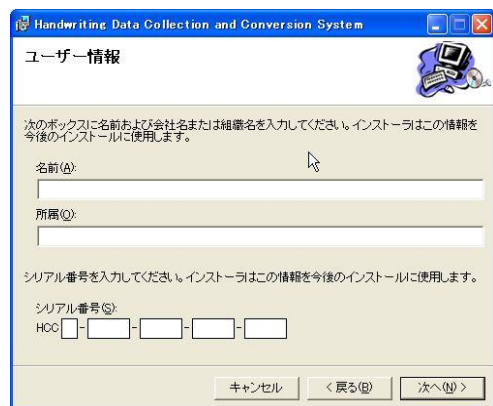 Handwriting Data Collection and Conversion System
ユーザー情報
次のボックスに名前および会社名または組織名を入力してください。インストーラはこの情報を
今後のインストールに使用します。
名前(A):
所属(O):
シリアル番号を入力してください。インストーラはこの情報を今後のインストールに使用します。
シリアル番号(S):
HCC - - - -
キャンセル < 戻る(B) 次へ(N) >